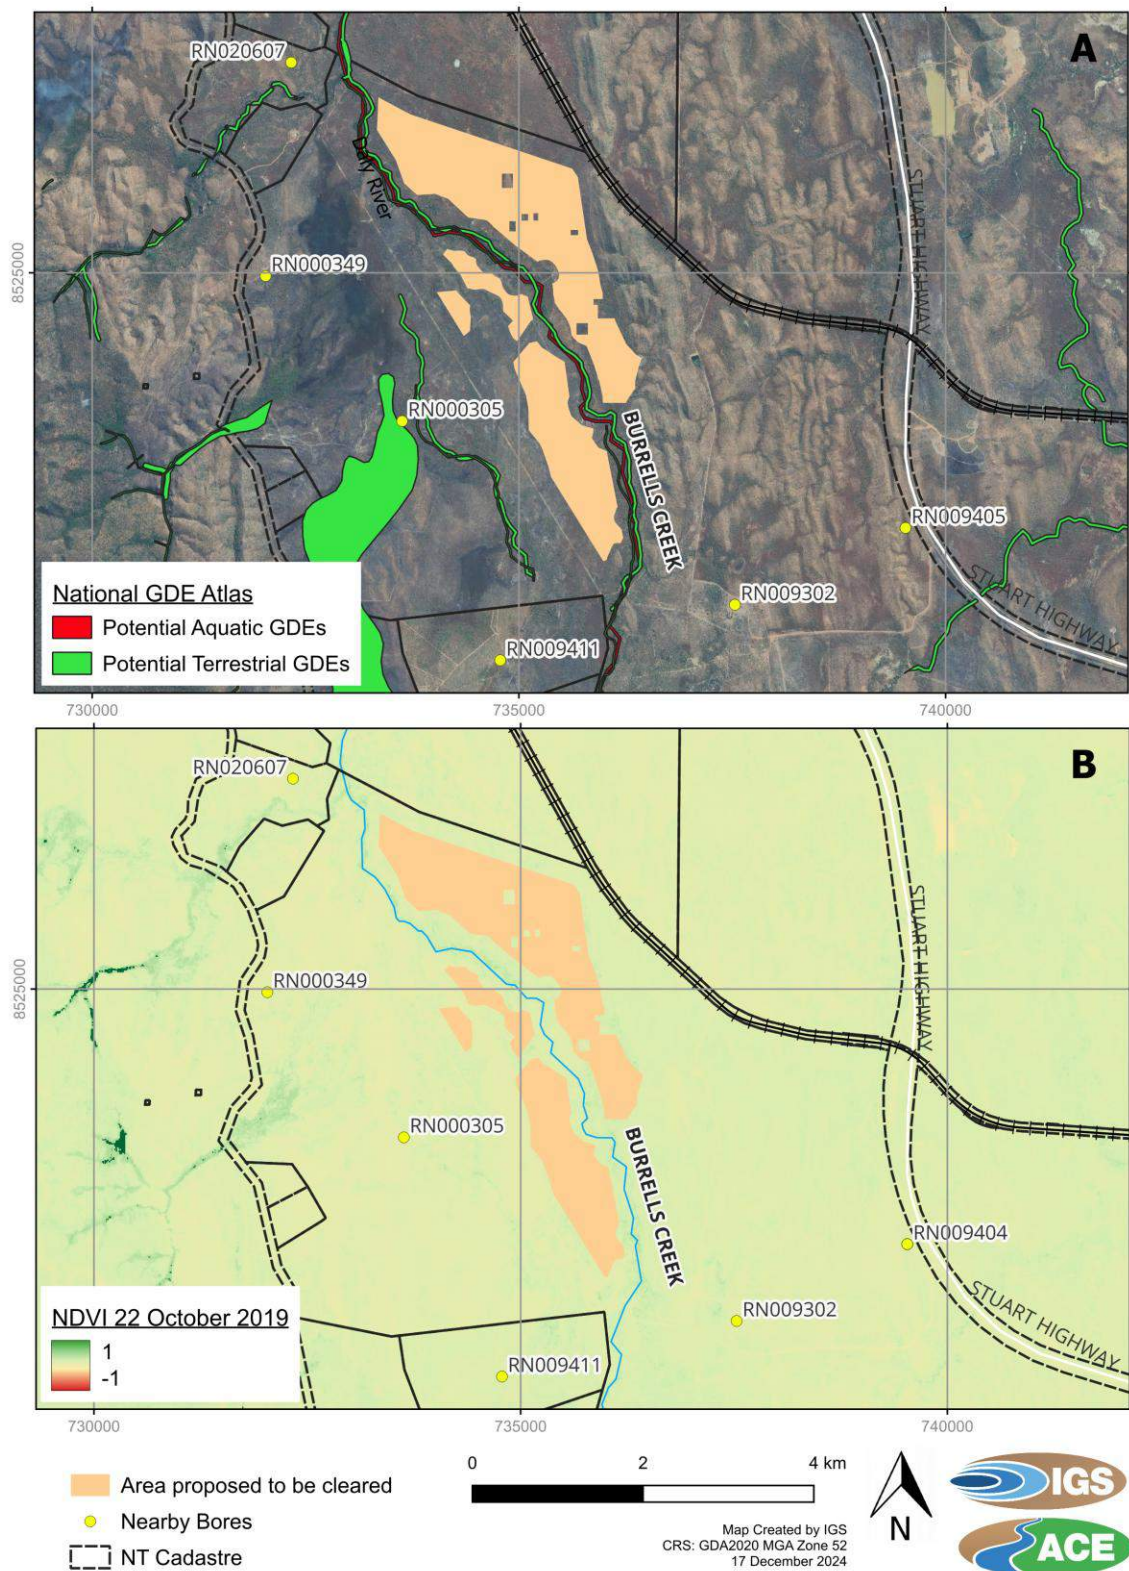 A
RN020607
Daly River
STUART HIGHWAY
RN000349
8525000
RN000305
BURRELLS CREEK
RN009405
STUART HIGHWAY
RN009302
RN009411
National GDE Atlas
Potential Aquatic GDEs
Potential Terrestrial GDEs
730000
735000
740000
B
RN020607
STUART HIGHWAY
RN000349
8525000
RN000305
BURRELLS CREEK
RN009404
RN009302
STUART HIGHWAY
RN009411
NDVI 22 October 2019
1
-1
730000
735000
740000
Area proposed to be cleared
Nearby Bores
NT Cadastre
0 2 4 km
N
Map Created by IGS
CRS: GDA2020 MGA Zone 52
17 December 2024
IGS
ACE